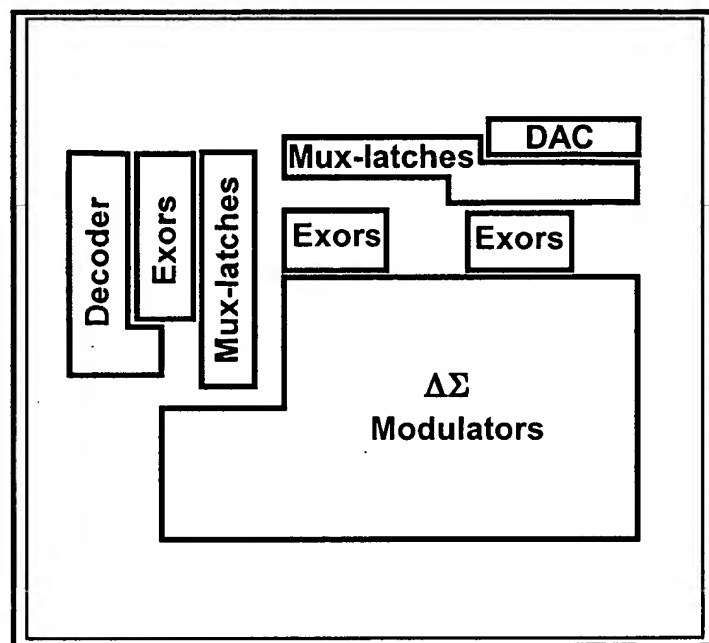 DAC
Mux-latches
Exors
Exors
Decoder
Exors
Mux-latches
ΔΣ
Modulators